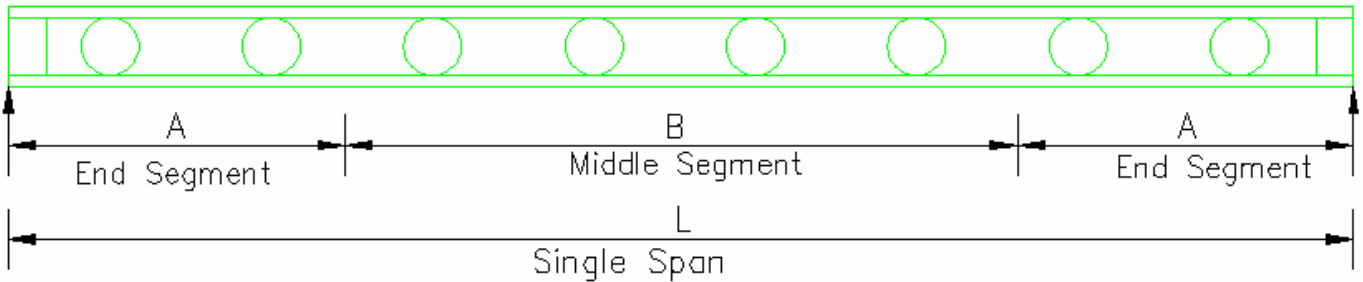 A B A
End Segment Middle Segment End Segment
L
Single Span